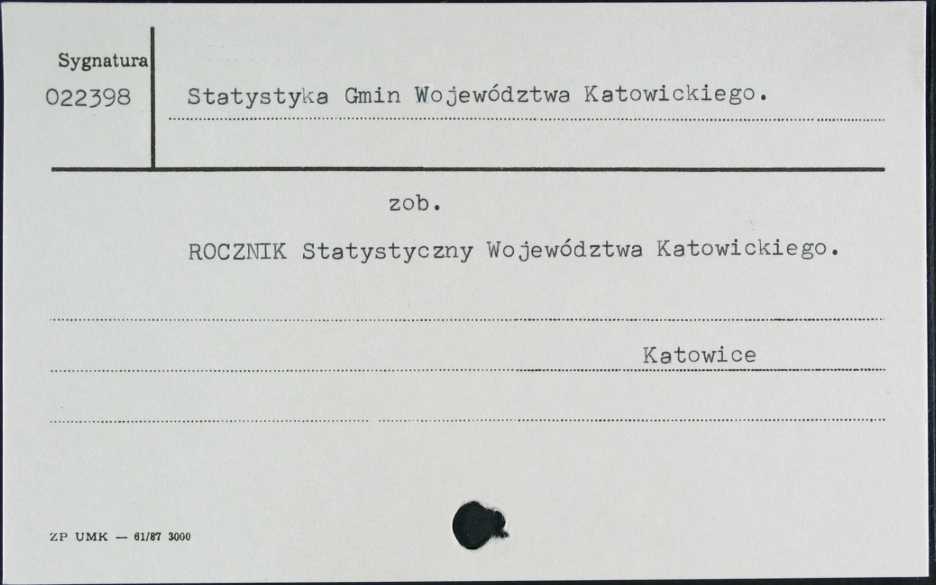 Sygnatura
022398
Statystyka Gmin Województwa Katowickiego.
zob.
ROCZNIK Statystyczny Województwa Katowickiego.
Katowice
ZP UMK — 61/87 3000